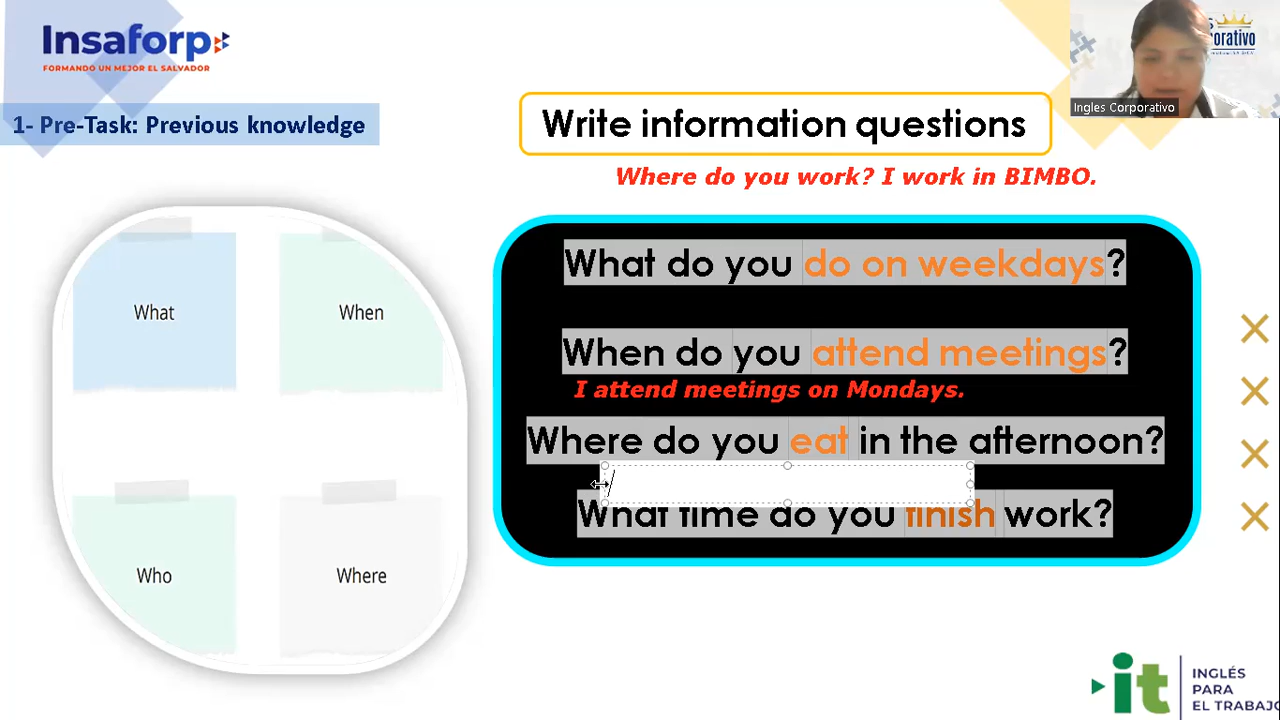 Insaforp
FORMANDO UN MEJOR EL SALVADOR
orativo
Ingles Corporativo
1- Pre-Task: Previous knowledge
Write information questions
Where do you work? I work in BIMBO.
What do you do on weekdays?
When do you attend meetings?
I attend meetings on Mondays.
Where do you eat in the afternoon?
What time do you finish work?
What
When
Who
Where
it
INGLÉS
PARA
EL TRABAJO